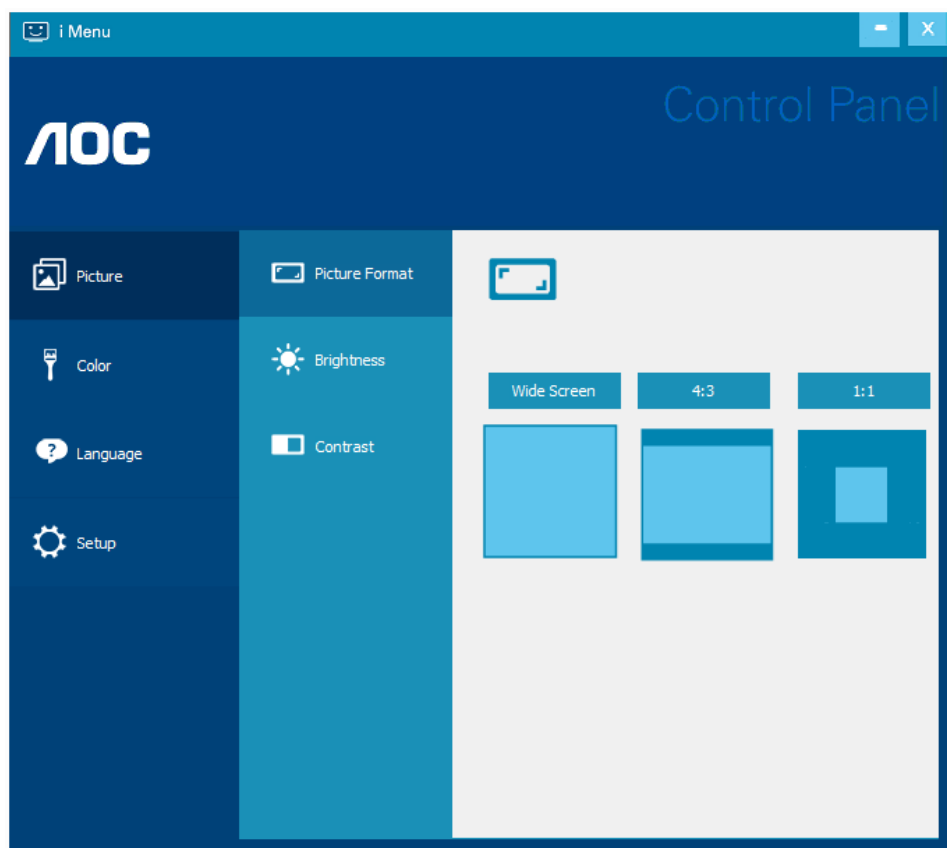 i Menu
X
Control Panel
AOC
Picture
Color
Language
Setup
Picture Format
Brightness
Contrast
Wide Screen
4:3
1:1